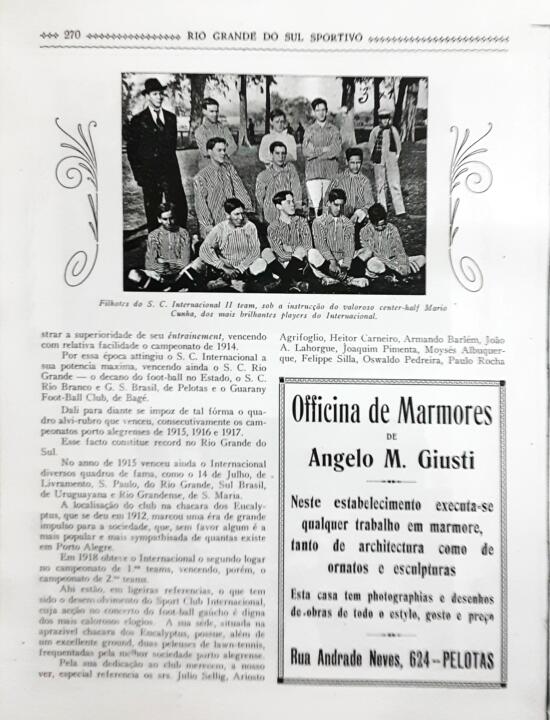 270 RIO GRANDE DO SUL SPORTIVO
Filhotes do S. C. Internacional II team, sob a instrucção do valoroso center-half Mario
Cunha, dos mais brilhantes players do Internacional.
strar a superioridade de seu entrainement, vencendo
com relativa facilidade o campeonato de 1914.
Por essa época attingiu o S. C. Internacional a
sua potencia maxima, vencendo ainda o S. C. Rio
Grande — o decano do foot-ball no Estado, o S. C.
Rio Branco e G. S. Brasil, de Pelotas e o Guarany
Foot-Ball Club, de Bagé.
Dali para diante se impoz de tal fórma o qua-
dro alvi-rubro que venceu, consecutivamente os cam-
peonatos porto alegrenses de 1915, 1916 e 1917.
Esse facto constitue record no Rio Grande do
Sul.
No anno de 1915 venceu ainda o Internacional
diversos quadros de fama, como o 14 de Julho, de
Livramento, S. Paulo, do Rio Grande, Sul Brasil,
de Uruguayana e Rio Grandense, de S. Maria.
A localisação do club na chacara dos Eucaly-
ptus, que se deu em 1912, marcou uma éra de grande
impulso para a sociedade, que, sem favor algum é a
mais popular e mais sympathisada de quantas existe
em Porto Alegre.
Em 1918 obteve o Internacional o segundo logar
no campeonato de 1.ºs teams, vencendo, porém, o
campeonato de 2.ºs teams.
Ahi estão, em ligeiras referencias, o que tem
sido o desenvolvimento do Sport Club Internacional,
cuja acção no concerto do foot-ball gaúcho é digna
dos mais calorosos elogios. A sua séde, situada na
aprazivel chacara dos Eucalyptus, possue, além de
um excellente ground, duas peleuses de lawn-tennis,
frequentadas pela melhor sociedade porto alegrense.
Pela sua dedicação ao club merecem, a nosso
ver, especial referencia os srs. Julio Sellig, Ariosto
Agrifoglio, Heitor Carneiro, Armando Barlém, João
A. Lahorgue, Joaquim Pimenta, Moysés Albuquer-
que, Felippe Silla, Oswaldo Pedreira, Paulo Rocha
Officina de Marmores
DE
Angelo M. Giusti
Neste estabelecimento executa-se
qualquer trabalho em marmore,
tanto de architectura como de
ornatos e esculpturas
Esta casa tem photographias e desenhos
de obras de todo o estylo, gosto e preço
Rua Andrade Neves, 624-PELOTAS